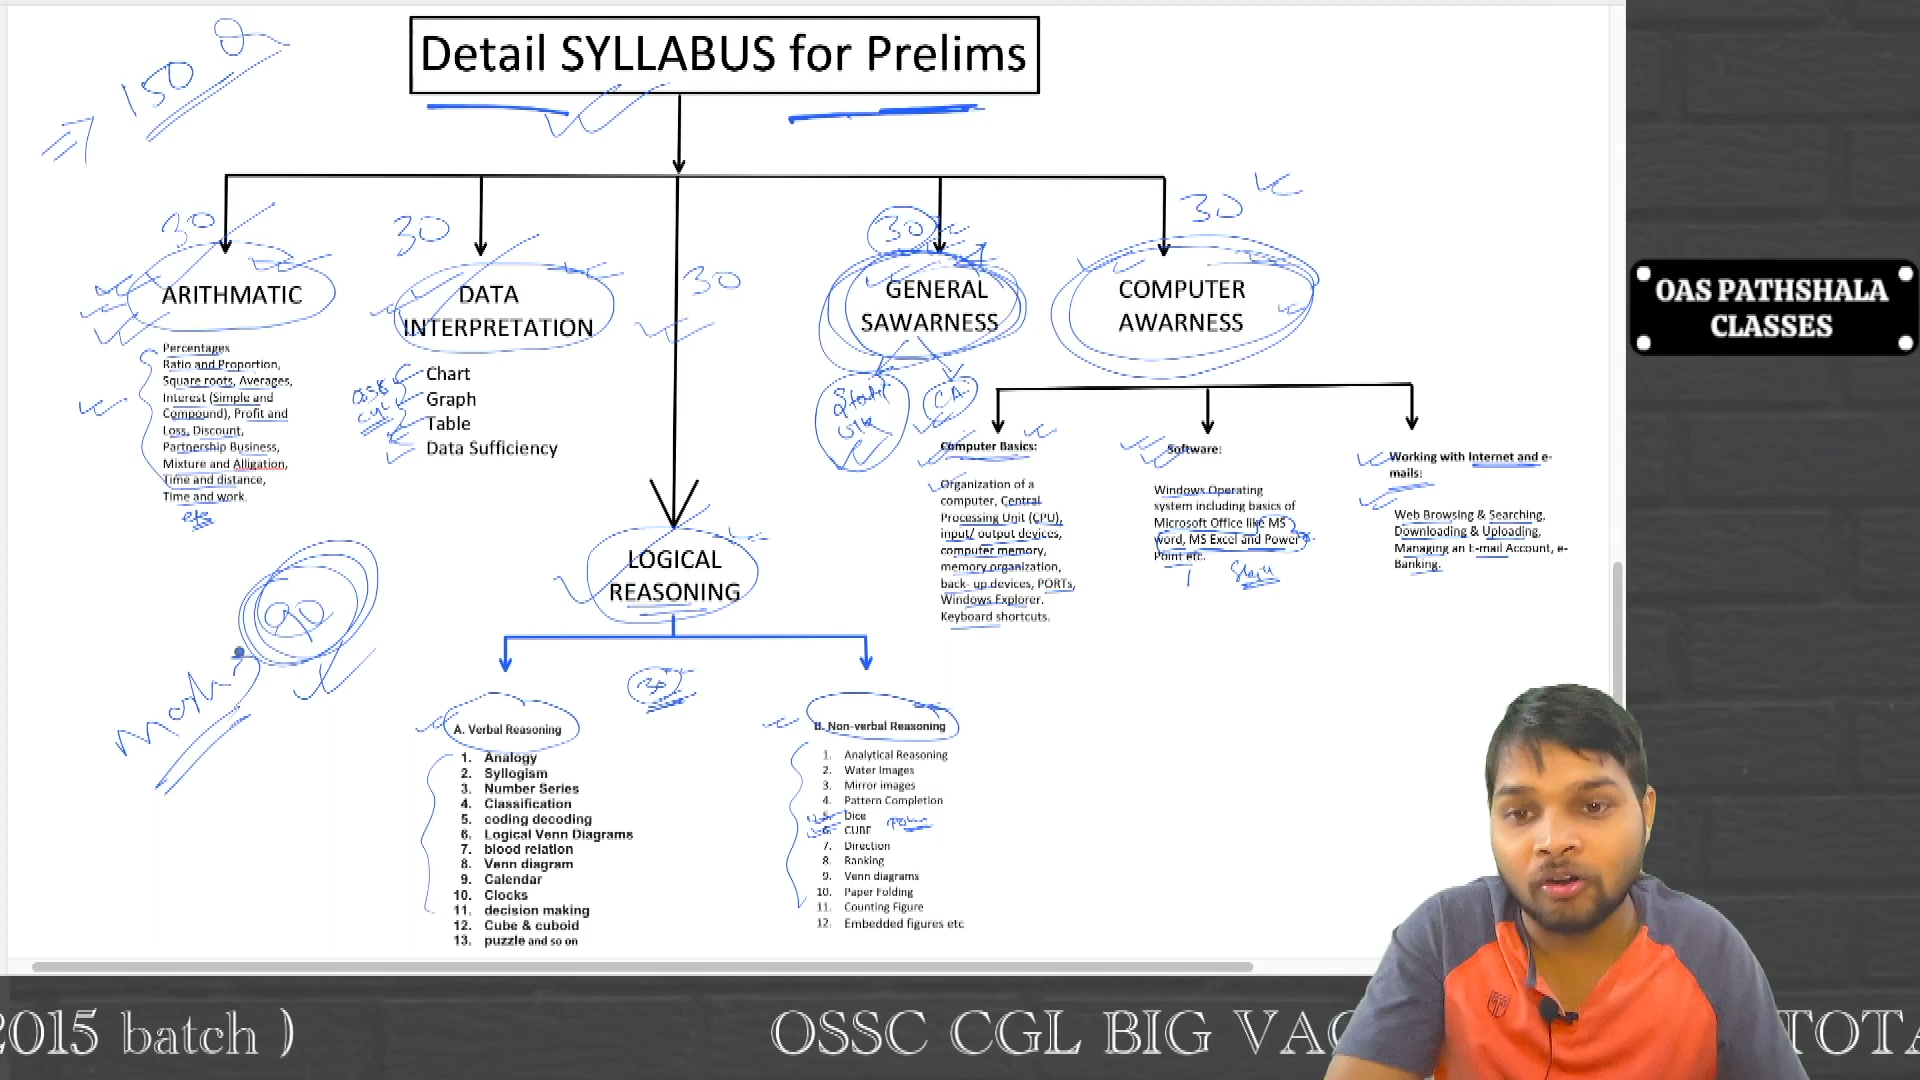 Detail SYLLABUS for Prelims
150 Q
30
30
30
30
30
ARITHMATIC
Percentages
Ratio and Proportion,
Square roots, Averages,
Interest (Simple and
Compound), Profit and
Loss, Discount,
Partnership Business,
Mixture and Alligation,
Time and distance,
Time and work.
DATA
INTERPRETATION
Chart
Graph
Table
Data Sufficiency
LOGICAL
REASONING
GENERAL
SAWARNESS
C.A.
COMPUTER
AWARNESS
Computer Basics:
Organization of a
computer, Central
Processing Unit (CPU),
input/ output devices,
computer memory,
memory organization,
back- up devices, PORTs,
Windows Explorer.
Keyboard shortcuts.
Software:
Windows Operating
system including basics of
Microsoft Office like MS
word, MS Excel and Power
Point etc.
Working with Internet and e-
mails:
Web Browsing & Searching,
Downloading & Uploading,
Managing an E-mail Account, e-
Banking.
90
Math
A. Verbal Reasoning
1. Analogy
2. Syllogism
3. Number Series
4. Classification
5. coding decoding
6. Logical Venn Diagrams
7. blood relation
8. Venn diagram
9. Calendar
10. Clocks
11. decision making
12. Cube & cuboid
13. puzzle and so on
B. Non-verbal Reasoning
1. Analytical Reasoning
2. Water Images
3. Mirror images
4. Pattern Completion
5. Dice
6. CUBE
7. Direction
8. Ranking
9. Venn diagrams
10. Paper Folding
11. Counting Figure
12. Embedded figures etc
OAS PATHSHALA
CLASSES
2015 batch ) OSSC CGL BIG VAC TOTA